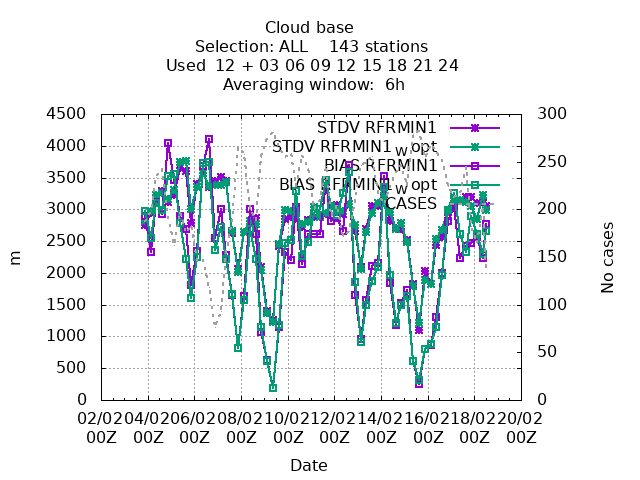 Cloud base
Selection: ALL 143 stations
Used 12 + 03 06 09 12 15 18 21 24
Averaging window: 6h
STDV RFRMIN1
STDV RFRMIN1_w opt
BIAS RFRMIN1
BIAS RFRMIN1_w opt
CASES
4500
4000
3500
3000
2500
2000
1500
1000
500
0
m
300
250
200
150
100
50
0
No cases
02/02 04/02 06/02 08/02 10/02 12/02 14/02 16/02 18/02 20/02
00Z 00Z 00Z 00Z 00Z 00Z 00Z 00Z 00Z 00Z
Date